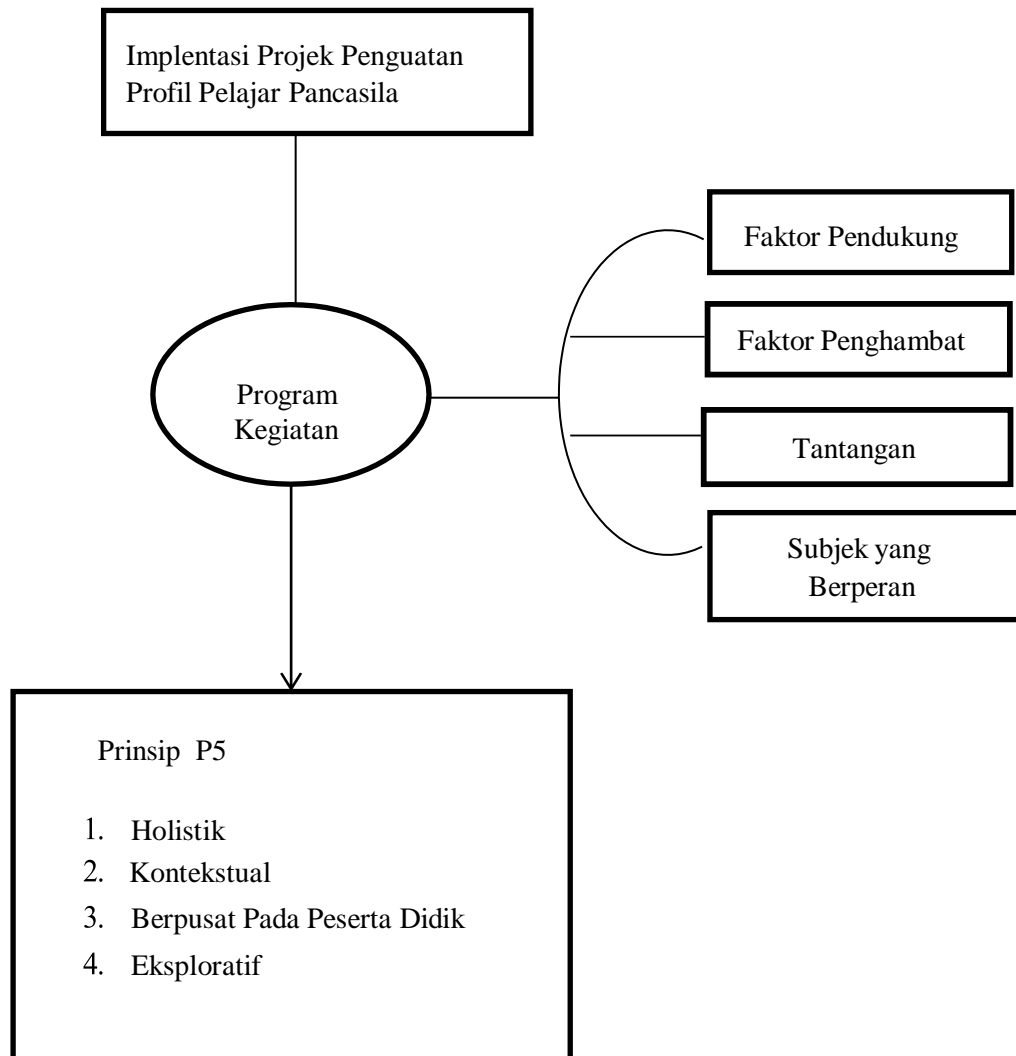 Implentasi Projek Penguatan
Profil Pelajar Pancasila
Faktor Pendukung
Faktor Penghambat
Program
Kegiatan
Tantangan
Subjek yang
Berperan
Prinsip P5
1. Holistik
2. Kontekstual
3. Berpusat Pada Peserta Didik
4. Eksploratif